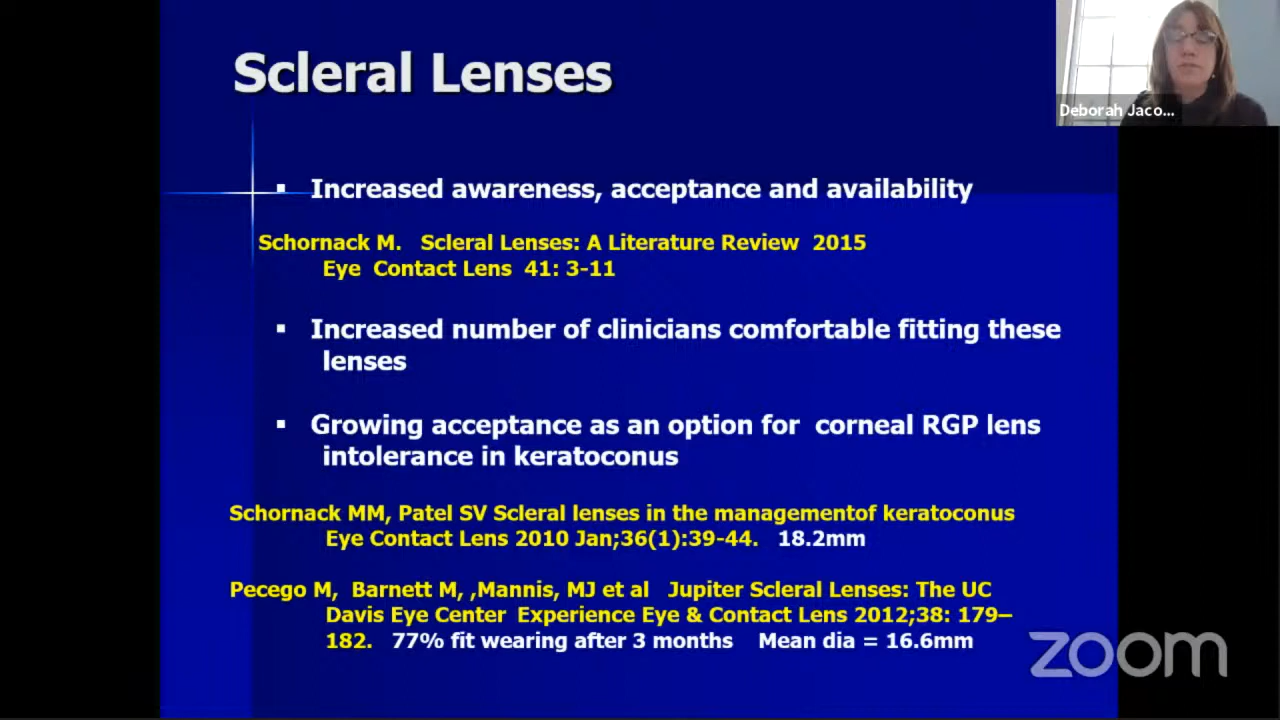 Scleral Lenses
Deborah Jaco...
▪ Increased awareness, acceptance and availability
Schornack M. Scleral Lenses: A Literature Review 2015
Eye Contact Lens 41: 3-11
▪ Increased number of clinicians comfortable fitting these
lenses
▪ Growing acceptance as an option for corneal RGP lens
intolerance in keratoconus
Schornack MM, Patel SV Scleral lenses in the managementof keratoconus
Eye Contact Lens 2010 Jan;36(1):39-44. 18.2mm
Pecego M, Barnett M, ,Mannis, MJ et al Jupiter Scleral Lenses: The UC
Davis Eye Center Experience Eye & Contact Lens 2012;38: 179–
182. 77% fit wearing after 3 months Mean dia = 16.6mm
zoom